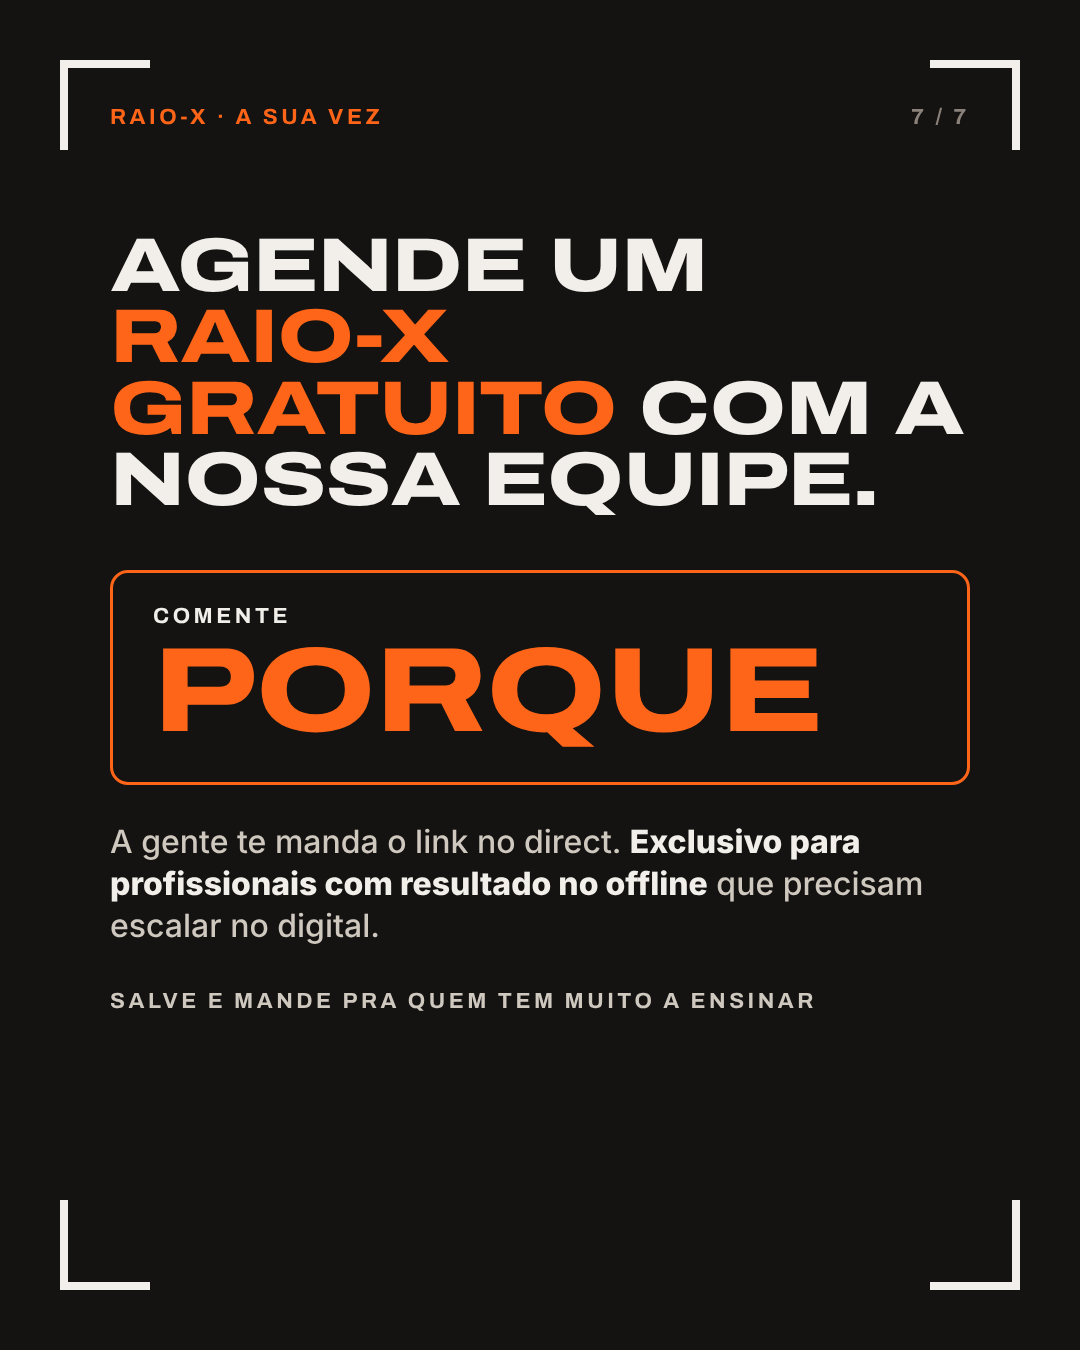 RAIO-X · A SUA VEZ
7 / 7
AGENDE UM
RAIO-X
GRATUITO COM A
NOSSA EQUIPE.
COMENTE
PORQUE
A gente te manda o link no direct. Exclusivo para
profissionais com resultado no offline que precisam
escalar no digital.
SALVE E MANDE PRA QUEM TEM MUITO A ENSINAR